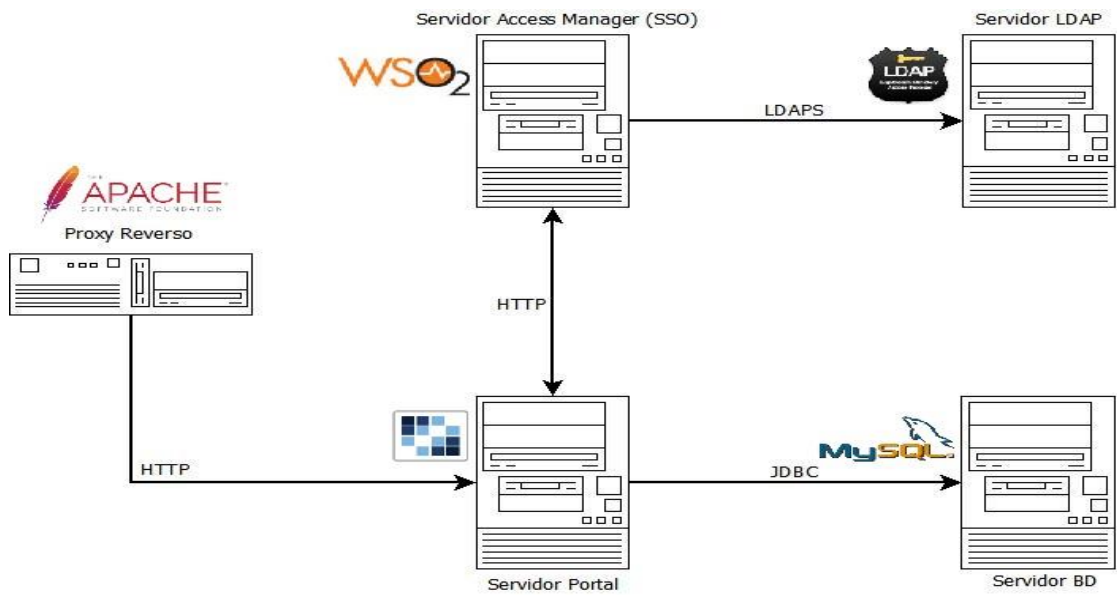 Servidor Access Manager (SSO)
Servidor LDAP
WSO2
LDAP
LDAPS
THE
APACHE
SOFTWARE FOUNDATION
Proxy Reverso
HTTP
HTTP
MySQL
JDBC
Servidor Portal
Servidor BD